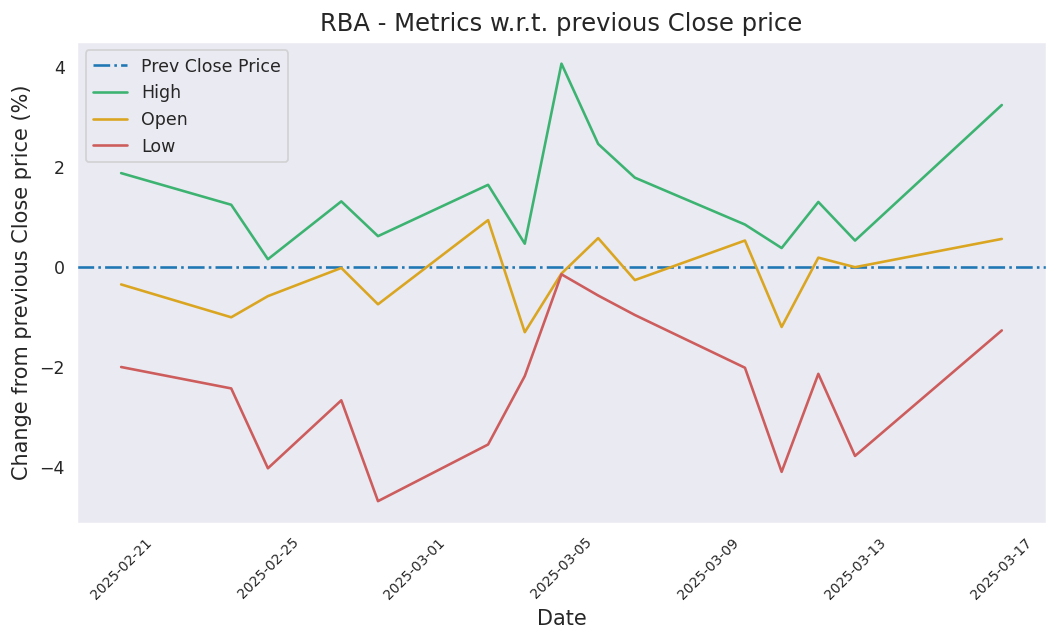 RBA - Metrics w.r.t. previous Close price
Prev Close Price
High
Open
Low
Change from previous Close price (%)
4
2
0
−2
−4
2025-02-21
2025-02-25
2025-03-01
2025-03-05
2025-03-09
2025-03-13
2025-03-17
Date